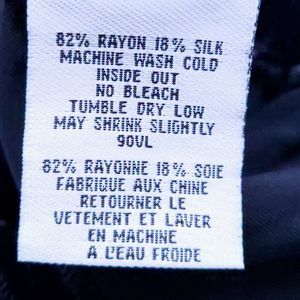 82% RAYON 18% SILK
MACHINE WASH COLD
INSIDE OUT
NO BLEACH
TUMBLE DRY LOW
MAY SHRINK SLIGHTLY
90VL
82% RAYONNE 18% SOIE
FABRIQUE AUX CHINE
RETOURNER LE
VETEMENT ET LAVER
EN MACHINE
A L'EAU FROIDE